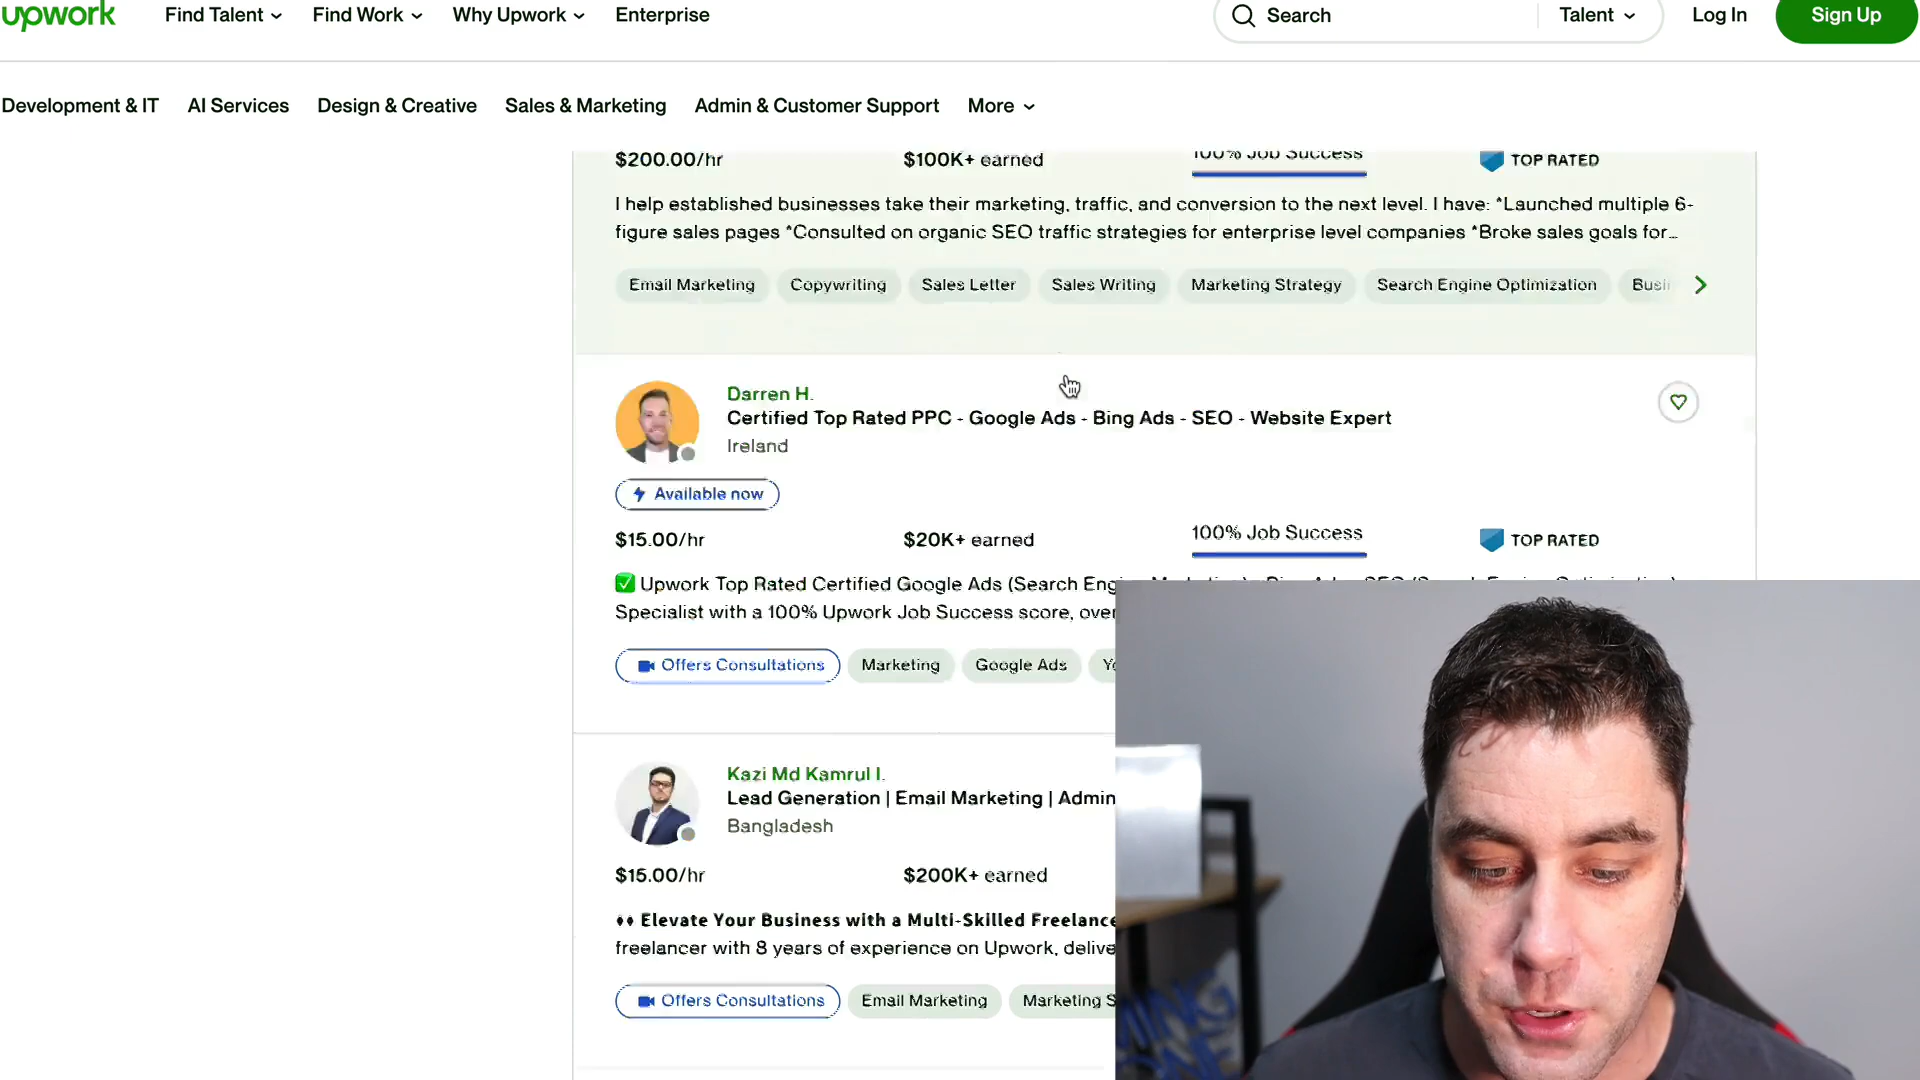 upwork
Find Talent
Find Work
Why Upwork
Enterprise
Search
Talent
Log In
Sign Up
Development & IT
AI Services
Design & Creative
Sales & Marketing
Admin & Customer Support
More
$200.00/hr
$100K+ earned
100% Job Success
TOP RATED
I help established businesses take their marketing, traffic, and conversion to the next level. I have: *Launched multiple 6-
figure sales pages *Consulted on organic SEO traffic strategies for enterprise level companies *Broke sales goals for...
Email Marketing
Copywriting
Sales Letter
Sales Writing
Marketing Strategy
Search Engine Optimization
Busi
Darren H.
Certified Top Rated PPC - Google Ads - Bing Ads - SEO - Website Expert
Ireland
Available now
$15.00/hr
$20K+ earned
100% Job Success
TOP RATED
✅ Upwork Top Rated Certified Google Ads (Search Eng
Specialist with a 100% Upwork Job Success score, over
Offers Consultations
Marketing
Google Ads
Yo
Kazi Md Kamrul I.
Lead Generation | Email Marketing | Admin
Bangladesh
$15.00/hr
$200K+ earned
Elevate Your Business with a Multi-Skilled Freelance
freelancer with 8 years of experience on Upwork, delive
Offers Consultations
Email Marketing
Marketing S